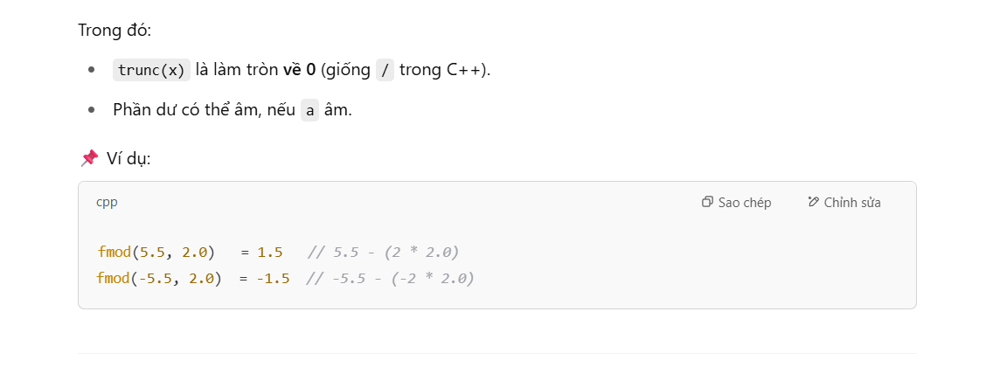 Trong đó:
trunc(x) là làm tròn về 0 (giống / trong C++).
Phần dư có thể âm, nếu a âm.
📌 Ví dụ:
cpp Sao chép Chỉnh sửa
fmod(5.5, 2.0)   = 1.5   // 5.5 - (2 * 2.0)
fmod(-5.5, 2.0)  = -1.5  // -5.5 - (-2 * 2.0)